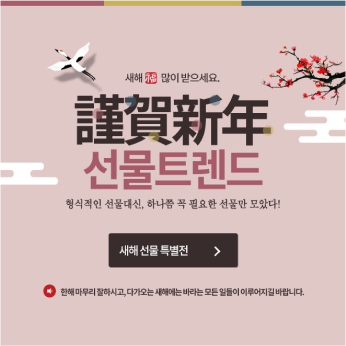 새해 福 많이 받으세요.
謹賀新年
선물트렌드
형식적인 선물대신, 하나쯤 꼭 필요한 선물만 모았다!
새해 선물 특별전
한해 마무리 잘하시고, 다가오는 새해에는 바라는 모든 일들이 이루어지길 바랍니다.